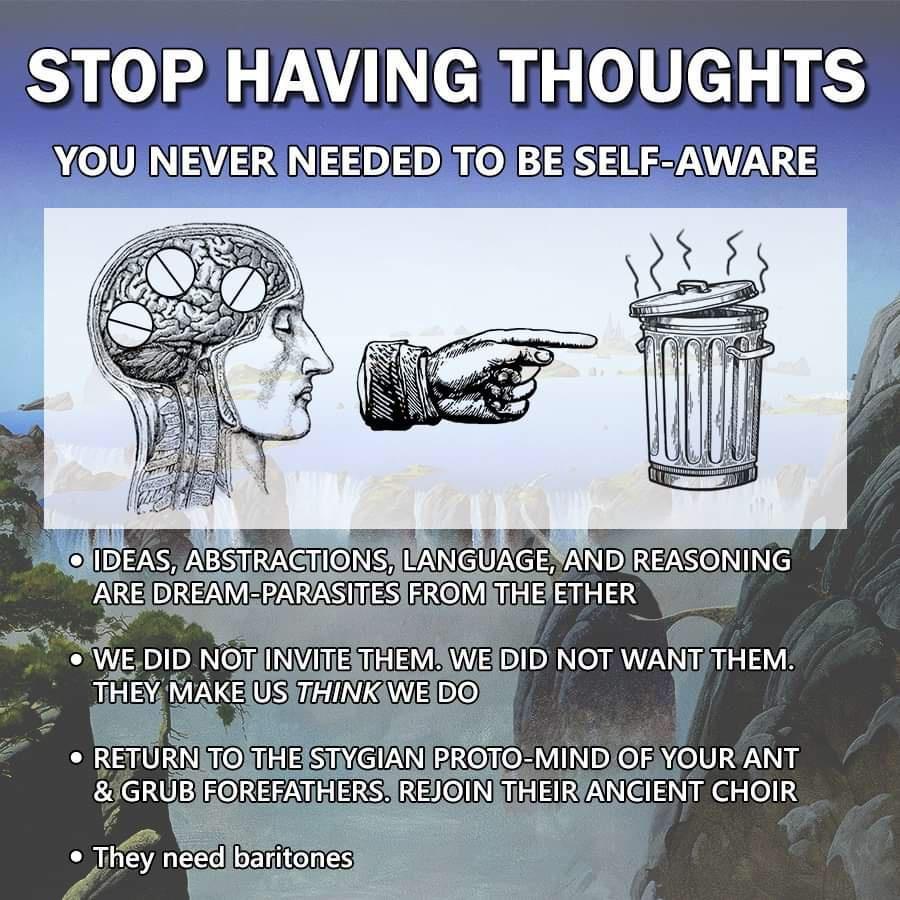 STOP HAVING THOUGHTS
YOU NEVER NEEDED TO BE SELF-AWARE
• IDEAS, ABSTRACTIONS, LANGUAGE, AND REASONING
ARE DREAM-PARASITES FROM THE ETHER
• WE DID NOT INVITE THEM. WE DID NOT WANT THEM.
THEY MAKE US THINK WE DO
• RETURN TO THE STYGIAN PROTO-MIND OF YOUR ANT
& GRUB FOREFATHERS. REJOIN THEIR ANCIENT CHOIR
• They need baritones